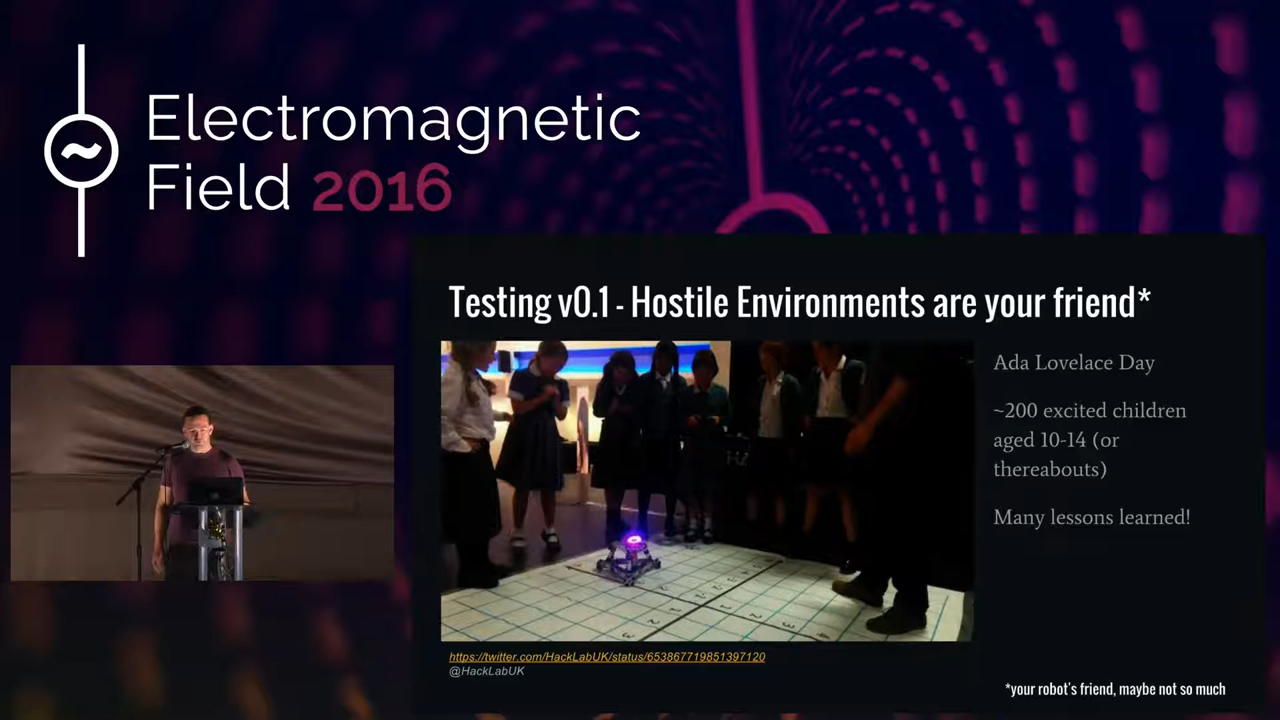 Electromagnetic
Field 2016
Testing v0.1 - Hostile Environments are your friend*
Ada Lovelace Day
~200 excited children
aged 10-14 (or
thereabouts)
Many lessons learned!
https://twitter.com/HackLabUK/status/653867719851397120
@HackLabUK
*your robot's friend, maybe not so much